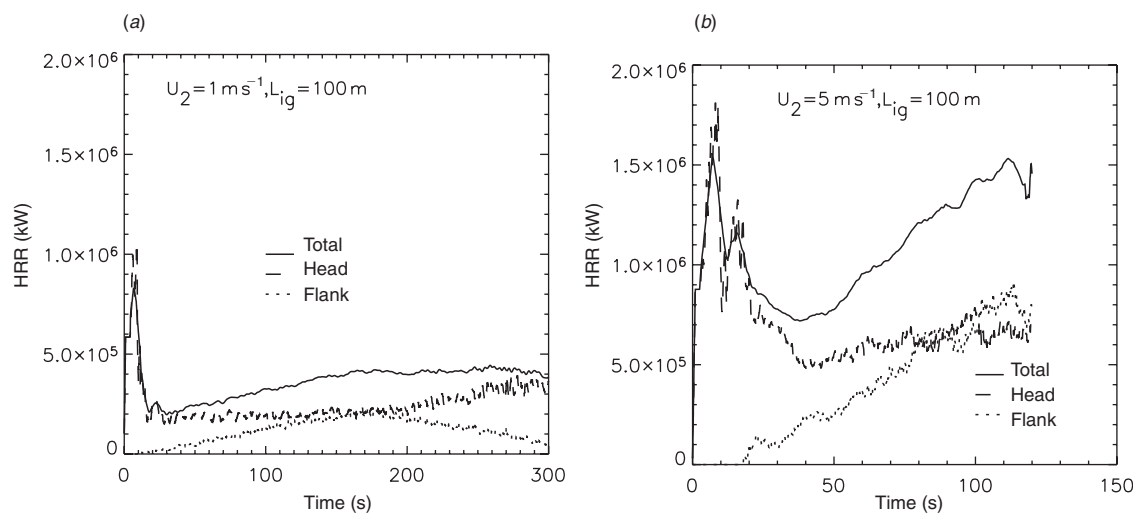 (a)
2.0×10⁶
1.5×10⁶
1.0×10⁶
5.0×10⁵
0
HRR (kW)
U₂=1 m s⁻¹, L_ig=100 m
Total
Head
Flank
0 100 200 300
Time (s)
(b)
2.0×10⁶
1.5×10⁶
1.0×10⁶
5.0×10⁵
0
HRR (kW)
U₂=5 m s⁻¹, L_ig=100 m
Total
Head
Flank
0 50 100 150
Time (s)